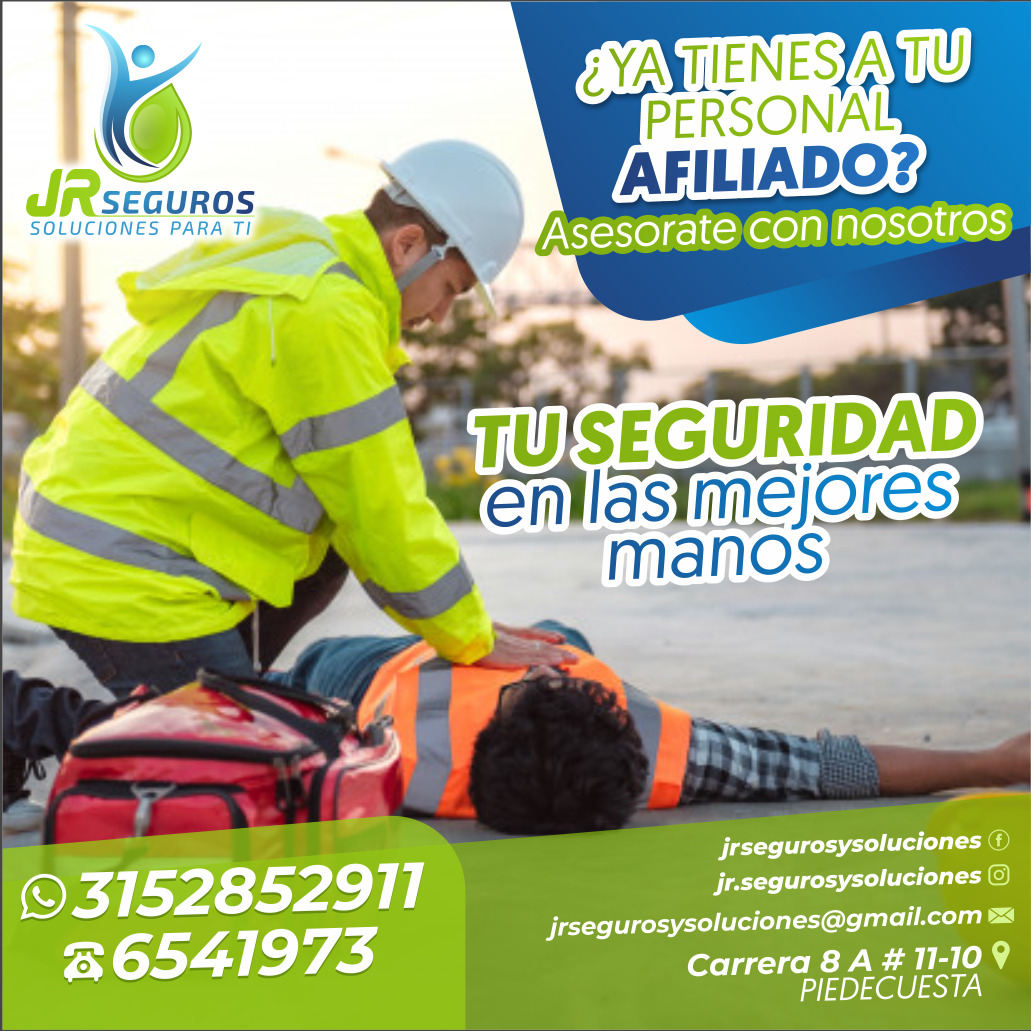 JR SEGUROS
SOLUCIONES PARA TI
¿YA TIENES A TU
PERSONAL
AFILIADO?
Asesorate con nosotros
TU SEGURIDAD
en las mejores
manos
3152852911
6541973
jrsegurosysoluciones
jr.segurosysoluciones
jrsegurosysoluciones@gmail.com
Carrera 8 A # 11-10
PIEDECUESTA